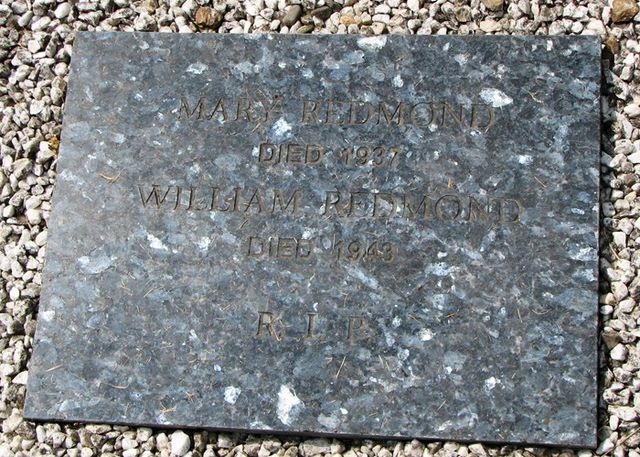 MARY REDMOND
DIED 1937
WILLIAM REDMOND
DIED 1943
R. I. P.